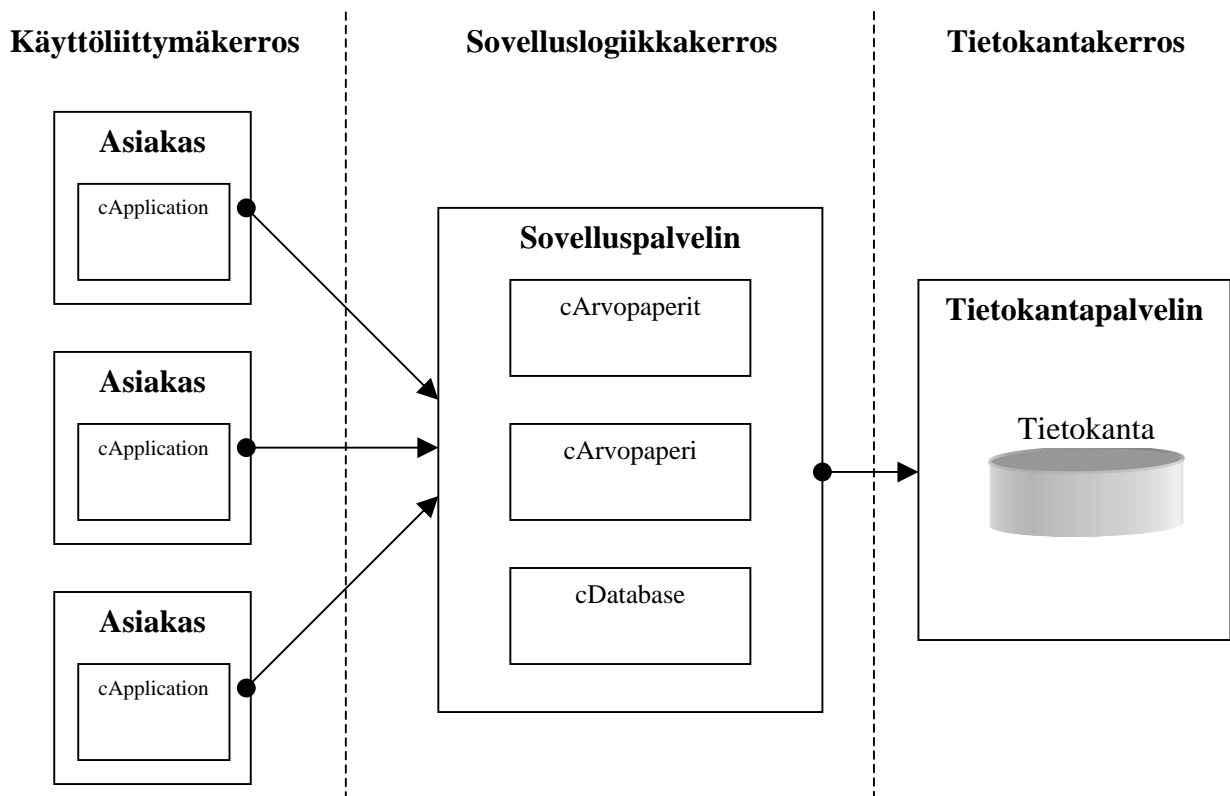 Käyttöliittymäkerros
Sovelluslogiikkakerros
Tietokantakerros
Asiakas
cApplication
Asiakas
cApplication
Asiakas
cApplication
Sovelluspalvelin
cArvopaperit
cArvopaperi
cDatabase
Tietokantapalvelin
Tietokanta